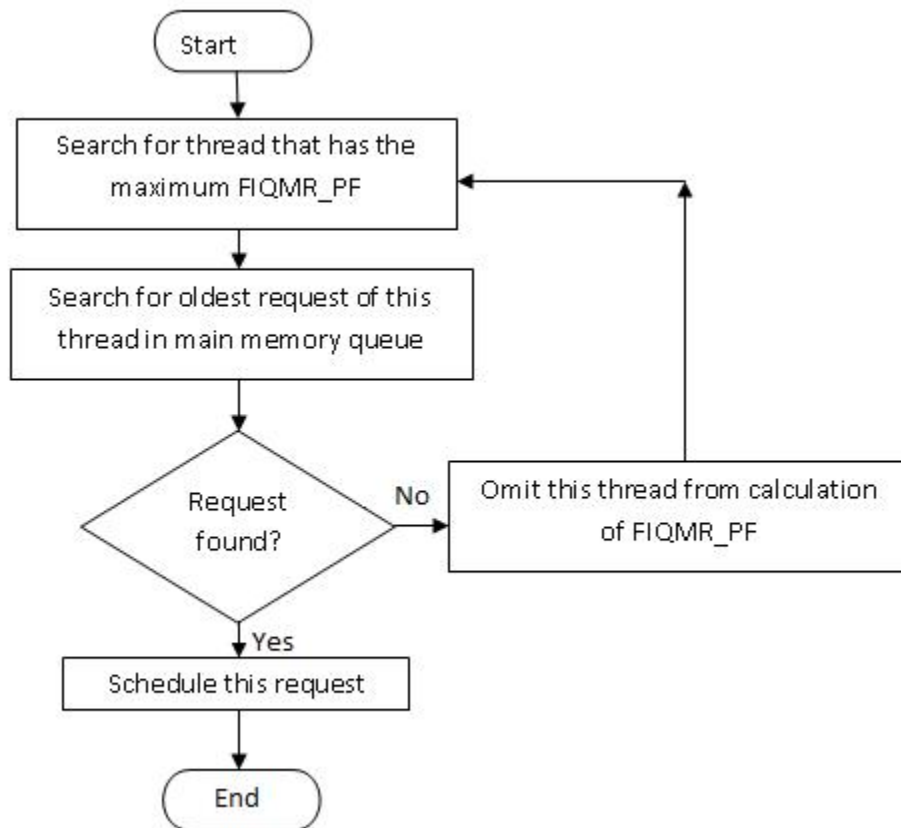 Start
Search for thread that has the
maximum FIQMR_PF
Search for oldest request of this
thread in main memory queue
Request
found?
No
Omit this thread from calculation
of FIQMR_PF
Yes
Schedule this request
End